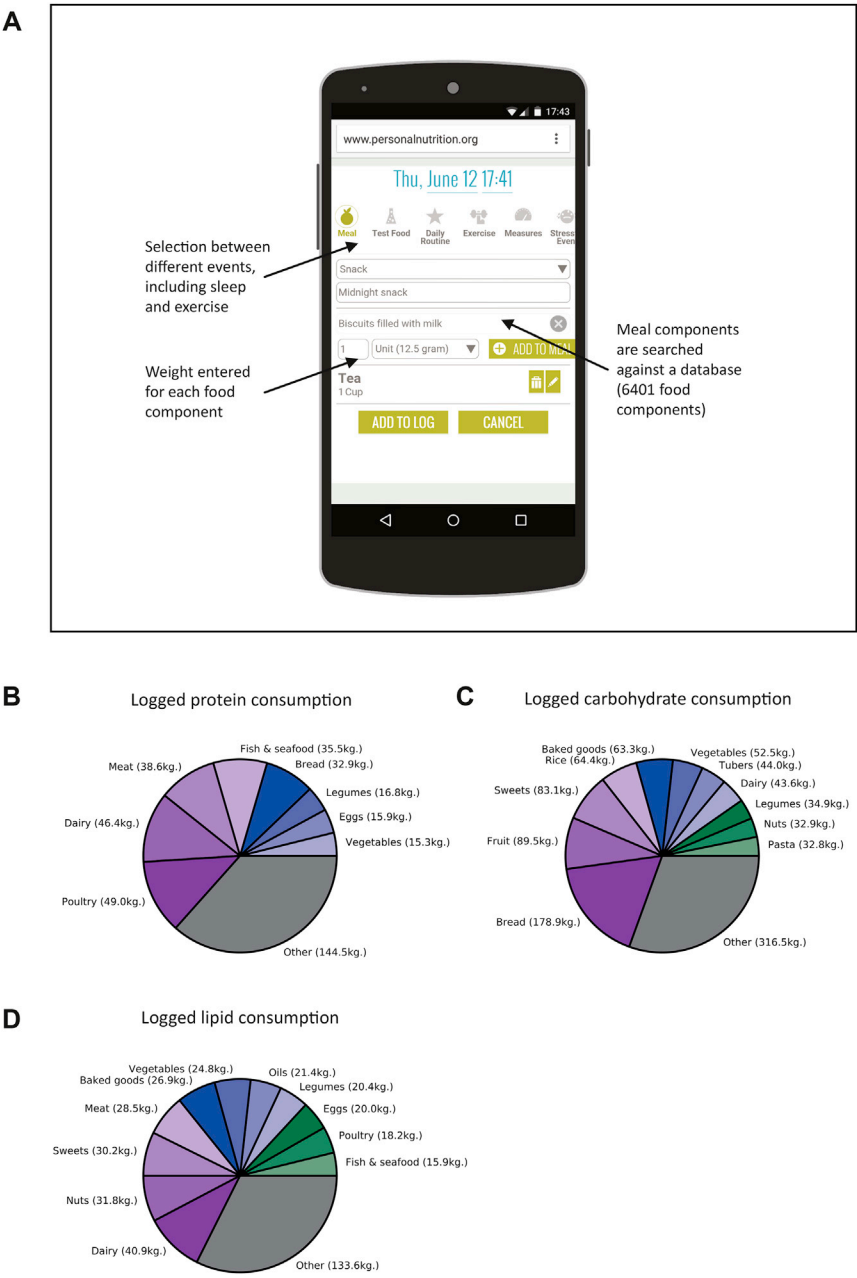 A
17:43
www.personalnutrition.org
Thu, June 12 17:41
Meal
Test Food
Daily
Routine
Exercise
Measures
Stress
Even
Snack
Midnight snack
Biscuits filled with milk
1
Unit (12.5 gram)
ADD TO MEAL
Tea
1 Cup
ADD TO LOG
CANCEL
Selection between
different events,
including sleep
and exercise
Weight entered
for each food
component
Meal components
are searched
against a database
(6401 food
components)
B
Logged protein consumption
Fish & seafood (35.5kg.)
Bread (32.9kg.)
Meat (38.6kg.)
Legumes (16.8kg.)
Eggs (15.9kg.)
Dairy (46.4kg.)
Vegetables (15.3kg.)
Poultry (49.0kg.)
Other (144.5kg.)
C
Logged carbohydrate consumption
Baked goods (63.3kg.)
Vegetables (52.5kg.)
Rice (64.4kg.)
Tubers (44.0kg.)
Dairy (43.6kg.)
Sweets (83.1kg.)
Legumes (34.9kg.)
Nuts (32.9kg.)
Fruit (89.5kg.)
Pasta (32.8kg.)
Bread (178.9kg.)
Other (316.5kg.)
D
Logged lipid consumption
Vegetables (24.8kg.)
Oils (21.4kg.)
Baked goods (26.9kg.)
Legumes (20.4kg.)
Meat (28.5kg.)
Eggs (20.0kg.)
Poultry (18.2kg.)
Sweets (30.2kg.)
Fish & seafood (15.9kg.)
Nuts (31.8kg.)
Dairy (40.9kg.)
Other (133.6kg.)